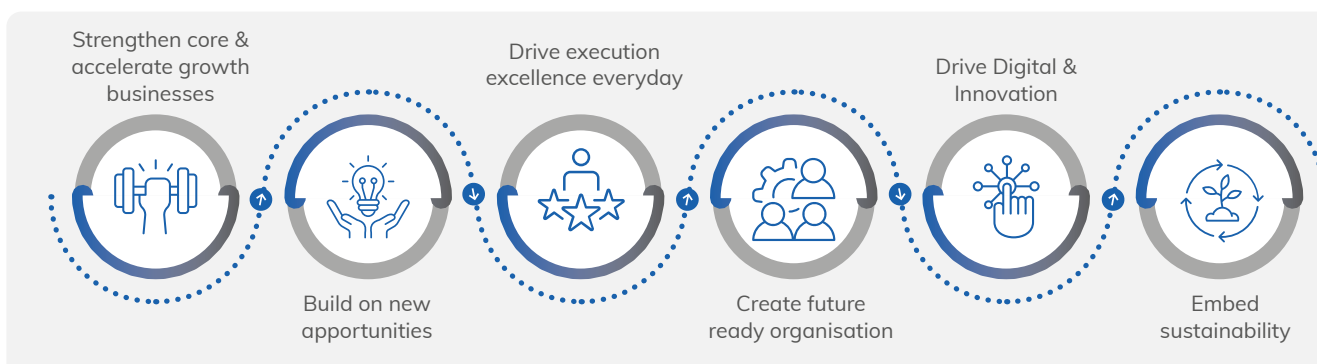 Strengthen core &
accelerate growth
businesses
Build on new
opportunities
Drive execution
excellence everyday
Create future
ready organisation
Drive Digital &
Innovation
Embed
sustainability